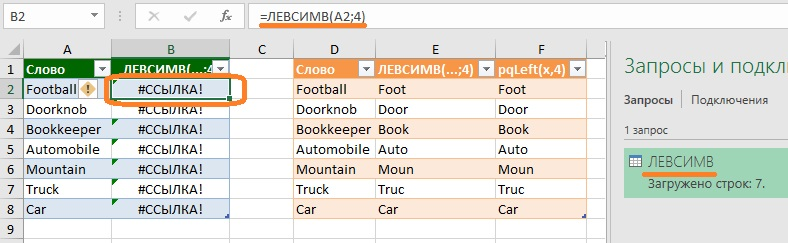 B2 fx =ЛЕВСИМВ(A2;4)
A B C D E F
1 Слово ЛЕВСИМВ(...;4 Слово ЛЕВСИМВ(...;4) pqLeft(x,4)
2 Football #ССЫЛКА! Football Foot Foot
3 Doorknob #ССЫЛКА! Doorknob Door Door
4 Bookkeeper #ССЫЛКА! Bookkeeper Book Book
5 Automobile #ССЫЛКА! Automobile Auto Auto
6 Mountain #ССЫЛКА! Mountain Moun Moun
7 Truck #ССЫЛКА! Truck Truc Truc
8 Car #ССЫЛКА! Car Car Car
9
Запросы и подкл
Запросы Подключения
1 запрос
ЛЕВСИМВ
Загружено строк: 7.